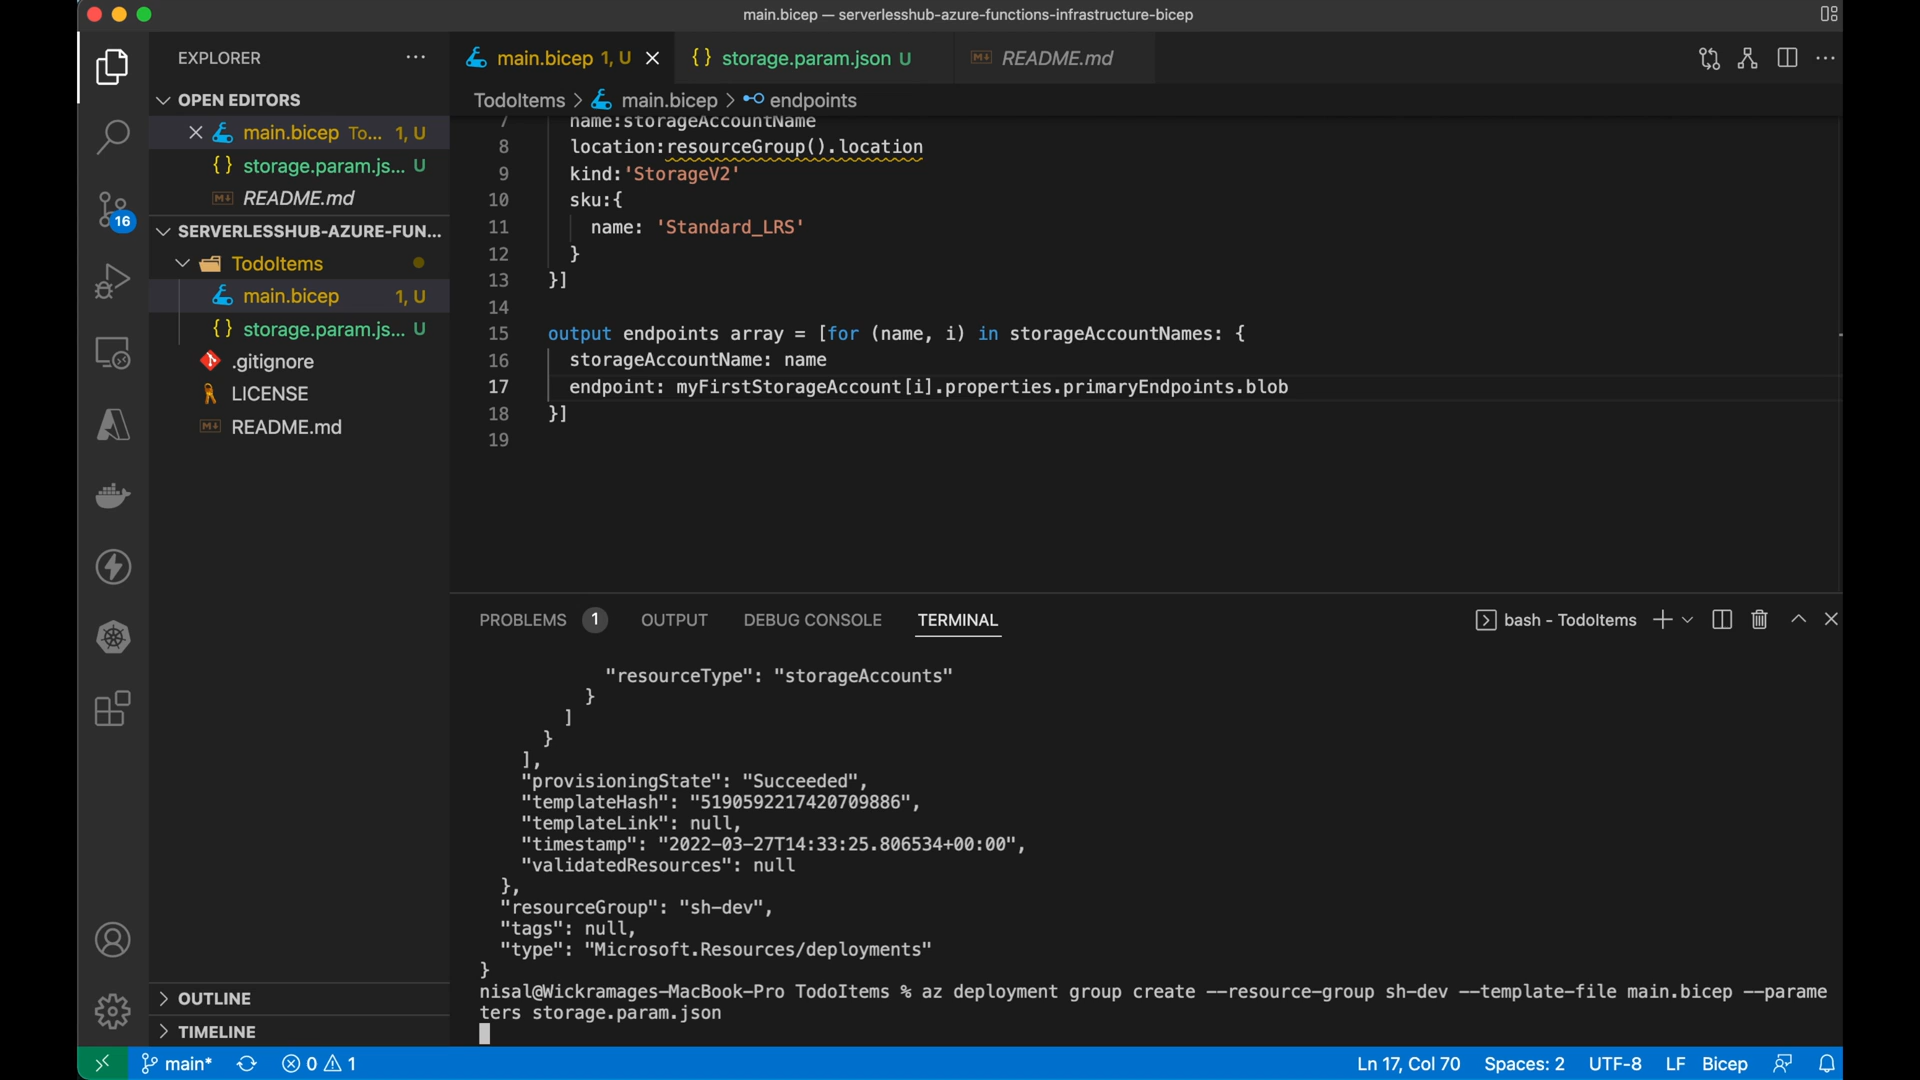 main.bicep — serverlesshub-azure-functions-infrastructure-bicep
EXPLORER
OPEN EDITORS
main.bicep To... 1, U
storage.param.js... U
README.md
SERVERLESSHUB-AZURE-FUN...
TodoItems
main.bicep 1, U
storage.param.js... U
.gitignore
LICENSE
README.md
OUTLINE
TIMELINE
16
main.bicep 1, U
storage.param.json U
README.md
TodoItems > main.bicep > endpoints
7 name:storageAccountName
8 location:resourceGroup().location
9 kind:'StorageV2'
10 sku:{
11 name: 'Standard_LRS'
12 }
13 }]
14
15 output endpoints array = [for (name, i) in storageAccountNames: {
16 storageAccountName: name
17 endpoint: myFirstStorageAccount[i].properties.primaryEndpoints.blob
18 }]
19
PROBLEMS 1 OUTPUT DEBUG CONSOLE TERMINAL bash - TodoItems
"resourceType": "storageAccounts"
}
]
}
],
"provisioningState": "Succeeded",
"templateHash": "5190592217420709886",
"templateLink": null,
"timestamp": "2022-03-27T14:33:25.806534+00:00",
"validatedResources": null
},
"resourceGroup": "sh-dev",
"tags": null,
"type": "Microsoft.Resources/deployments"
}
nisal@Wickramages-MacBook-Pro TodoItems % az deployment group create --resource-group sh-dev --template-file main.bicep --parame
ters storage.param.json
main* 0 1 Ln 17, Col 70 Spaces: 2 UTF-8 LF Bicep